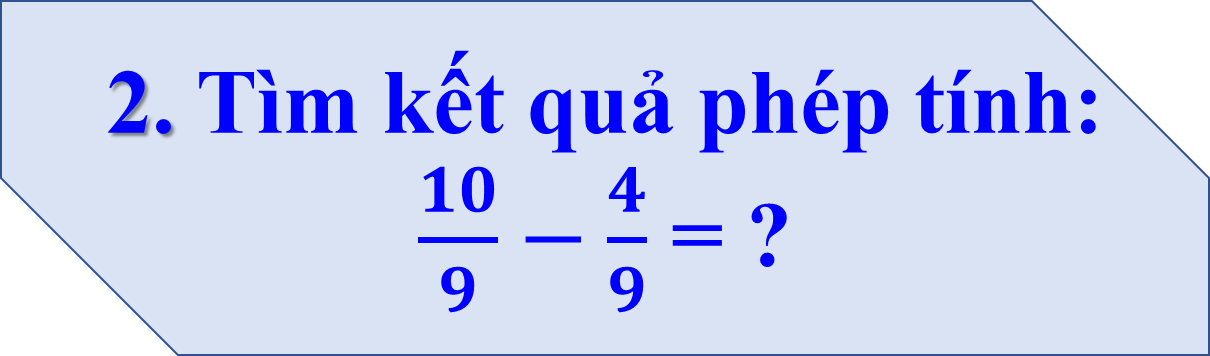 2. Tìm kết quả phép tính:
10/9 − 4/9 = ?